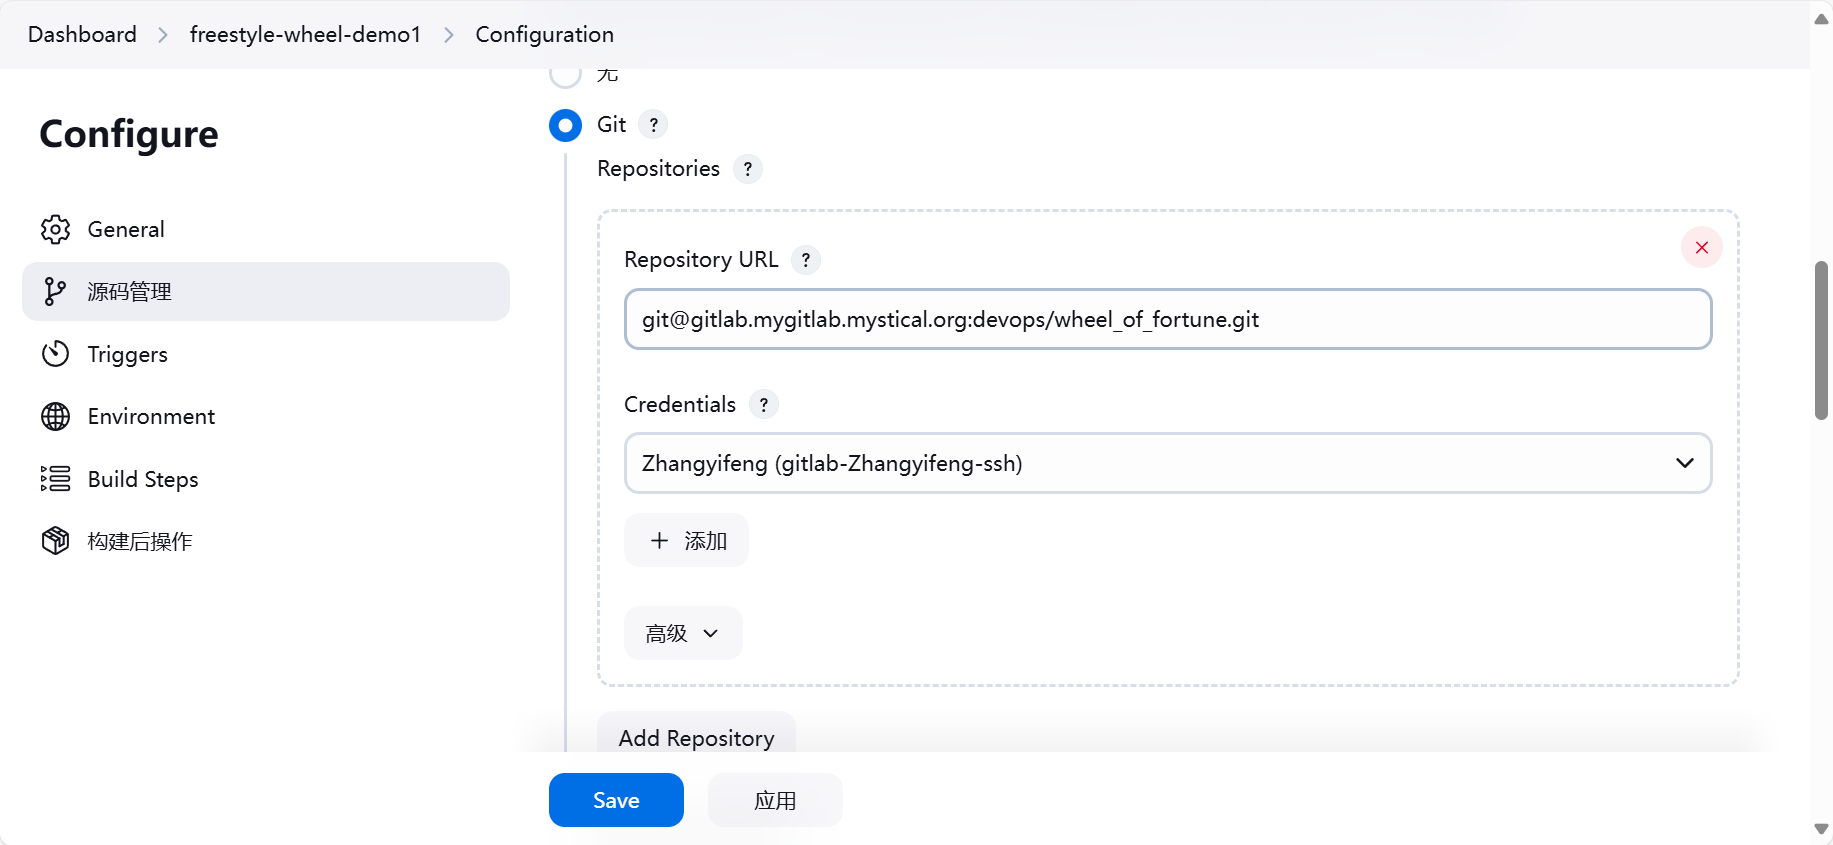 Dashboard > freestyle-wheel-demo1 > Configuration
Configure
General
源码管理
Triggers
Environment
Build Steps
构建后操作
无
Git ?
Repositories ?
Repository URL ?
git@gitlab.mygitlab.mystical.org:devops/wheel_of_fortune.git
Credentials ?
Zhangyifeng (gitlab-Zhangyifeng-ssh)
+ 添加
高级
Add Repository
Save
应用